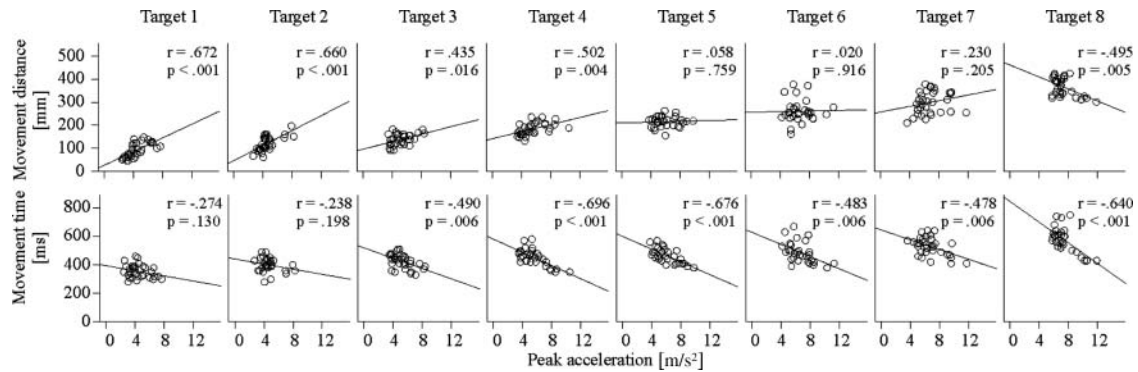 Target 1 Target 2 Target 3 Target 4 Target 5 Target 6 Target 7 Target 8
Movement distance
[mm]
500
400
300
200
100
0
r = .672
p < .001
r = .660
p < .001
r = .435
p = .016
r = .502
p = .004
r = .058
p = .759
r = .020
p = .916
r = .230
p = .205
r = -.495
p = .005
Movement time
[ms]
800
600
400
200
0
r = -.274
p = .130
r = -.238
p = .198
r = -.490
p = .006
r = -.696
p < .001
r = -.676
p < .001
r = -.483
p = .006
r = -.478
p = .006
r = -.640
p < .001
0 4 8 12 0 4 8 12 0 4 8 12 0 4 8 12 0 4 8 12 0 4 8 12 0 4 8 12 0 4 8 12
Peak acceleration [m/s²]